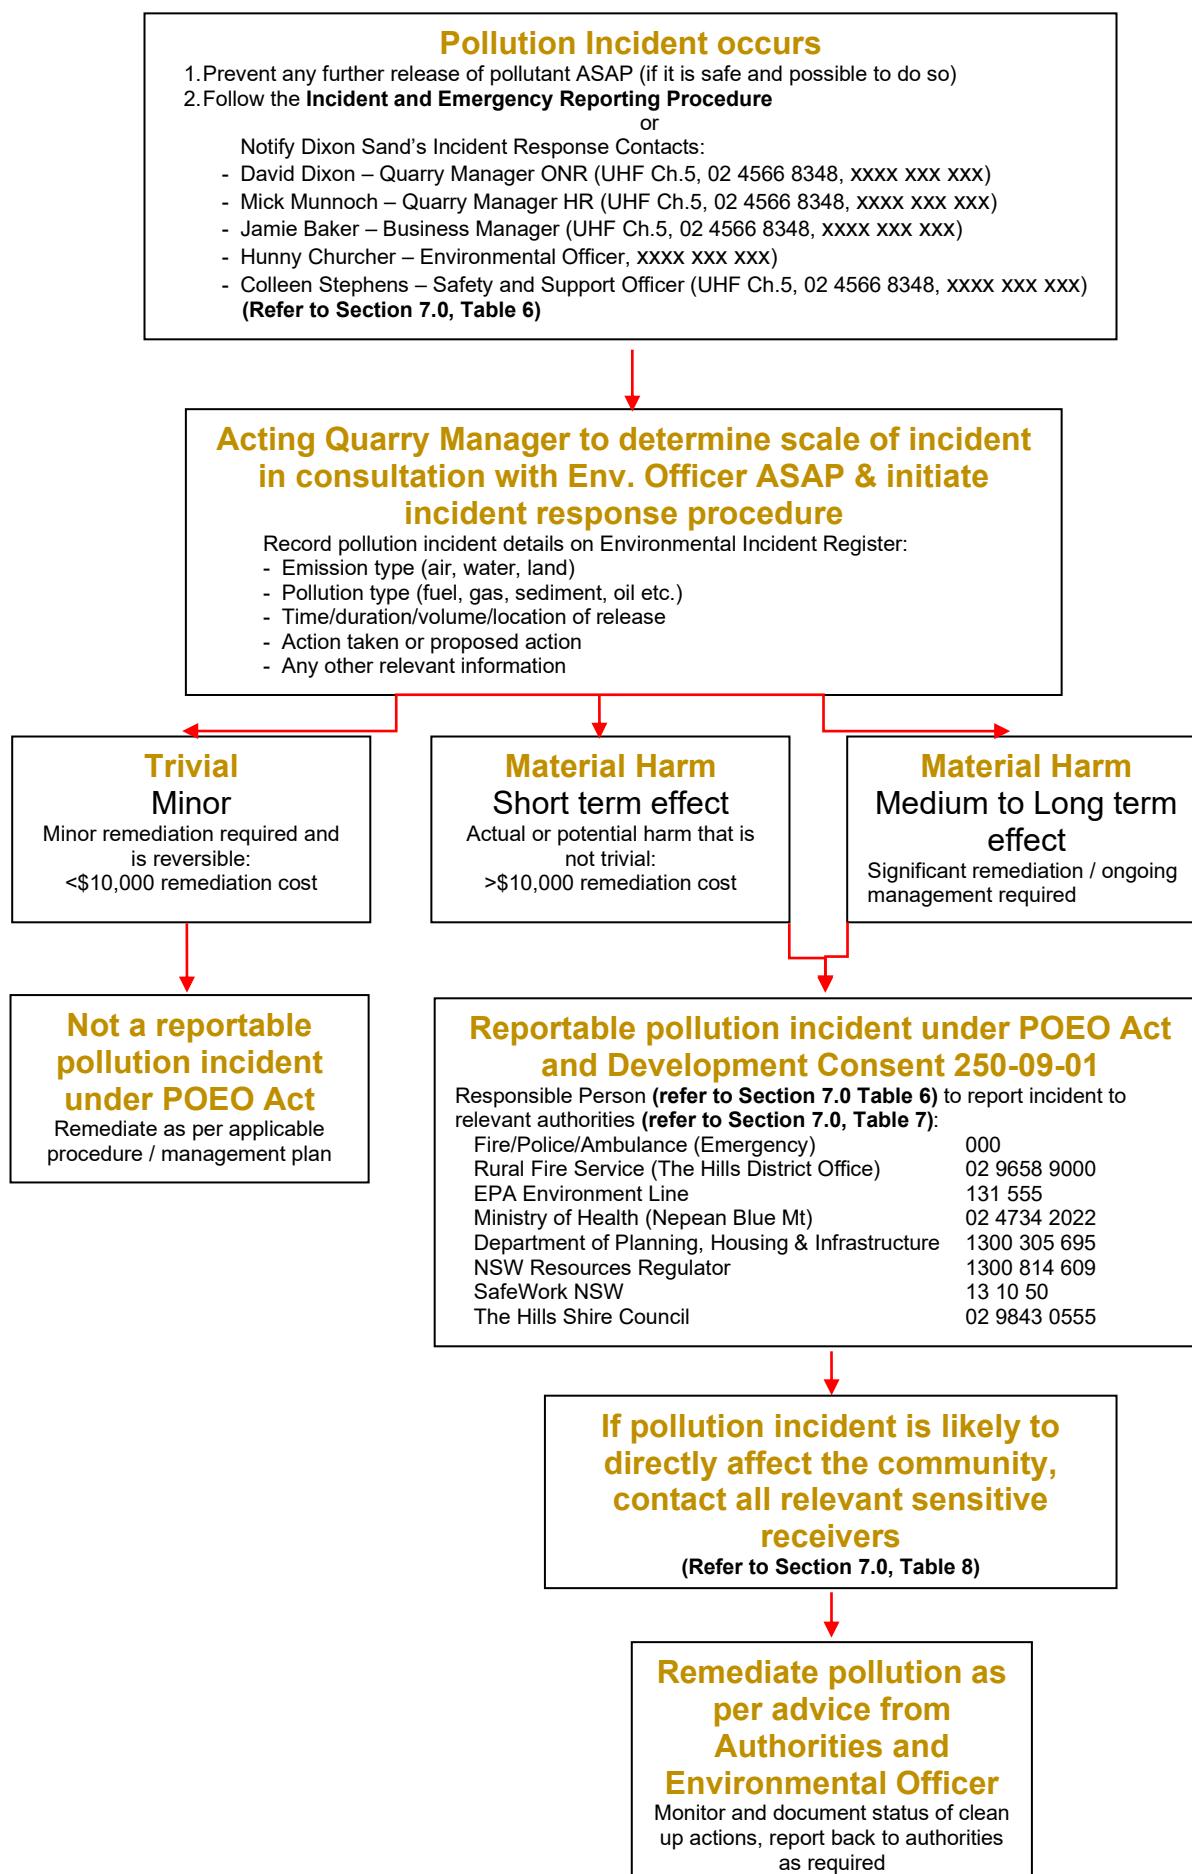 Pollution Incident occurs
1.Prevent any further release of pollutant ASAP (if it is safe and possible to do so)
2.Follow the Incident and Emergency Reporting Procedure
or
Notify Dixon Sand's Incident Response Contacts:
- David Dixon – Quarry Manager ONR (UHF Ch.5, 02 4566 8348, xxxx xxx xxx)
- Mick Munnoch – Quarry Manager HR (UHF Ch.5, 02 4566 8348, xxxx xxx xxx)
- Jamie Baker – Business Manager (UHF Ch.5, 02 4566 8348, xxxx xxx xxx)
- Hunny Churcher – Environmental Officer, xxxx xxx xxx)
- Colleen Stephens – Safety and Support Officer (UHF Ch.5, 02 4566 8348, xxxx xxx xxx)
(Refer to Section 7.0, Table 6)
Acting Quarry Manager to determine scale of incident
in consultation with Env. Officer ASAP & initiate
incident response procedure
Record pollution incident details on Environmental Incident Register:
- Emission type (air, water, land)
- Pollution type (fuel, gas, sediment, oil etc.)
- Time/duration/volume/location of release
- Action taken or proposed action
- Any other relevant information
Trivial
Minor
Minor remediation required and
is reversible:
<$10,000 remediation cost
Material Harm
Short term effect
Actual or potential harm that is
not trivial:
>$10,000 remediation cost
Material Harm
Medium to Long term
effect
Significant remediation / ongoing
management required
Not a reportable
pollution incident
under POEO Act
Remediate as per applicable
procedure / management plan
Reportable pollution incident under POEO Act
and Development Consent 250-09-01
Responsible Person (refer to Section 7.0 Table 6) to report incident to
relevant authorities (refer to Section 7.0, Table 7):
Fire/Police/Ambulance (Emergency) 000
Rural Fire Service (The Hills District Office) 02 9658 9000
EPA Environment Line 131 555
Ministry of Health (Nepean Blue Mt) 02 4734 2022
Department of Planning, Housing & Infrastructure 1300 305 695
NSW Resources Regulator 1300 814 609
SafeWork NSW 13 10 50
The Hills Shire Council 02 9843 0555
If pollution incident is likely to
directly affect the community,
contact all relevant sensitive
receivers
(Refer to Section 7.0, Table 8)
Remediate pollution as
per advice from
Authorities and
Environmental Officer
Monitor and document status of clean
up actions, report back to authorities
as required